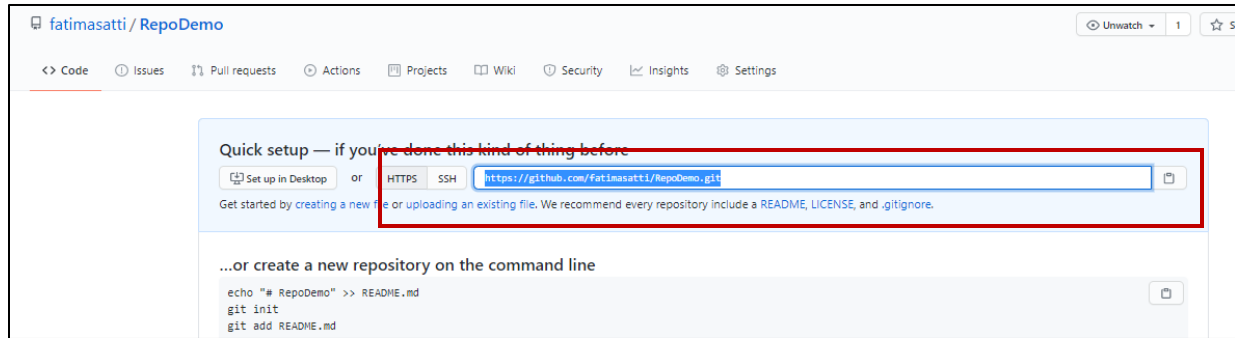 fatimasatti / RepoDemo
Unwatch 1
<> Code Issues Pull requests Actions Projects Wiki Security Insights Settings
Quick setup — if you've done this kind of thing before
Set up in Desktop or HTTPS SSH https://github.com/fatimasatti/RepoDemo.git
Get started by creating a new file or uploading an existing file. We recommend every repository include a README, LICENSE, and .gitignore.
...or create a new repository on the command line
echo "# RepoDemo" >> README.md
git init
git add README.md